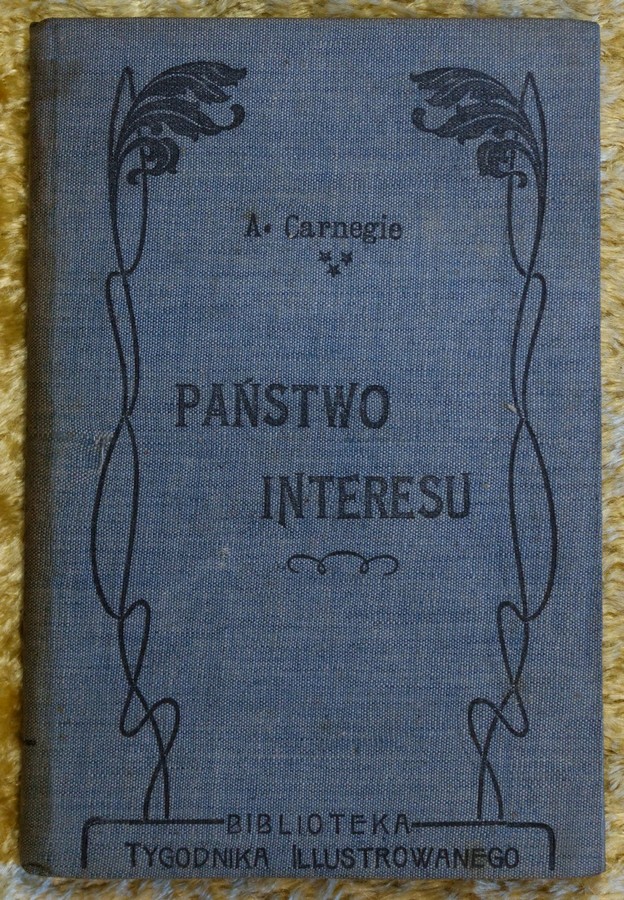 A. Carnegie
PAŃSTWO
INTERESU
BIBLIOTEKA
TYGODNIKA ILLUSTROWANEGO